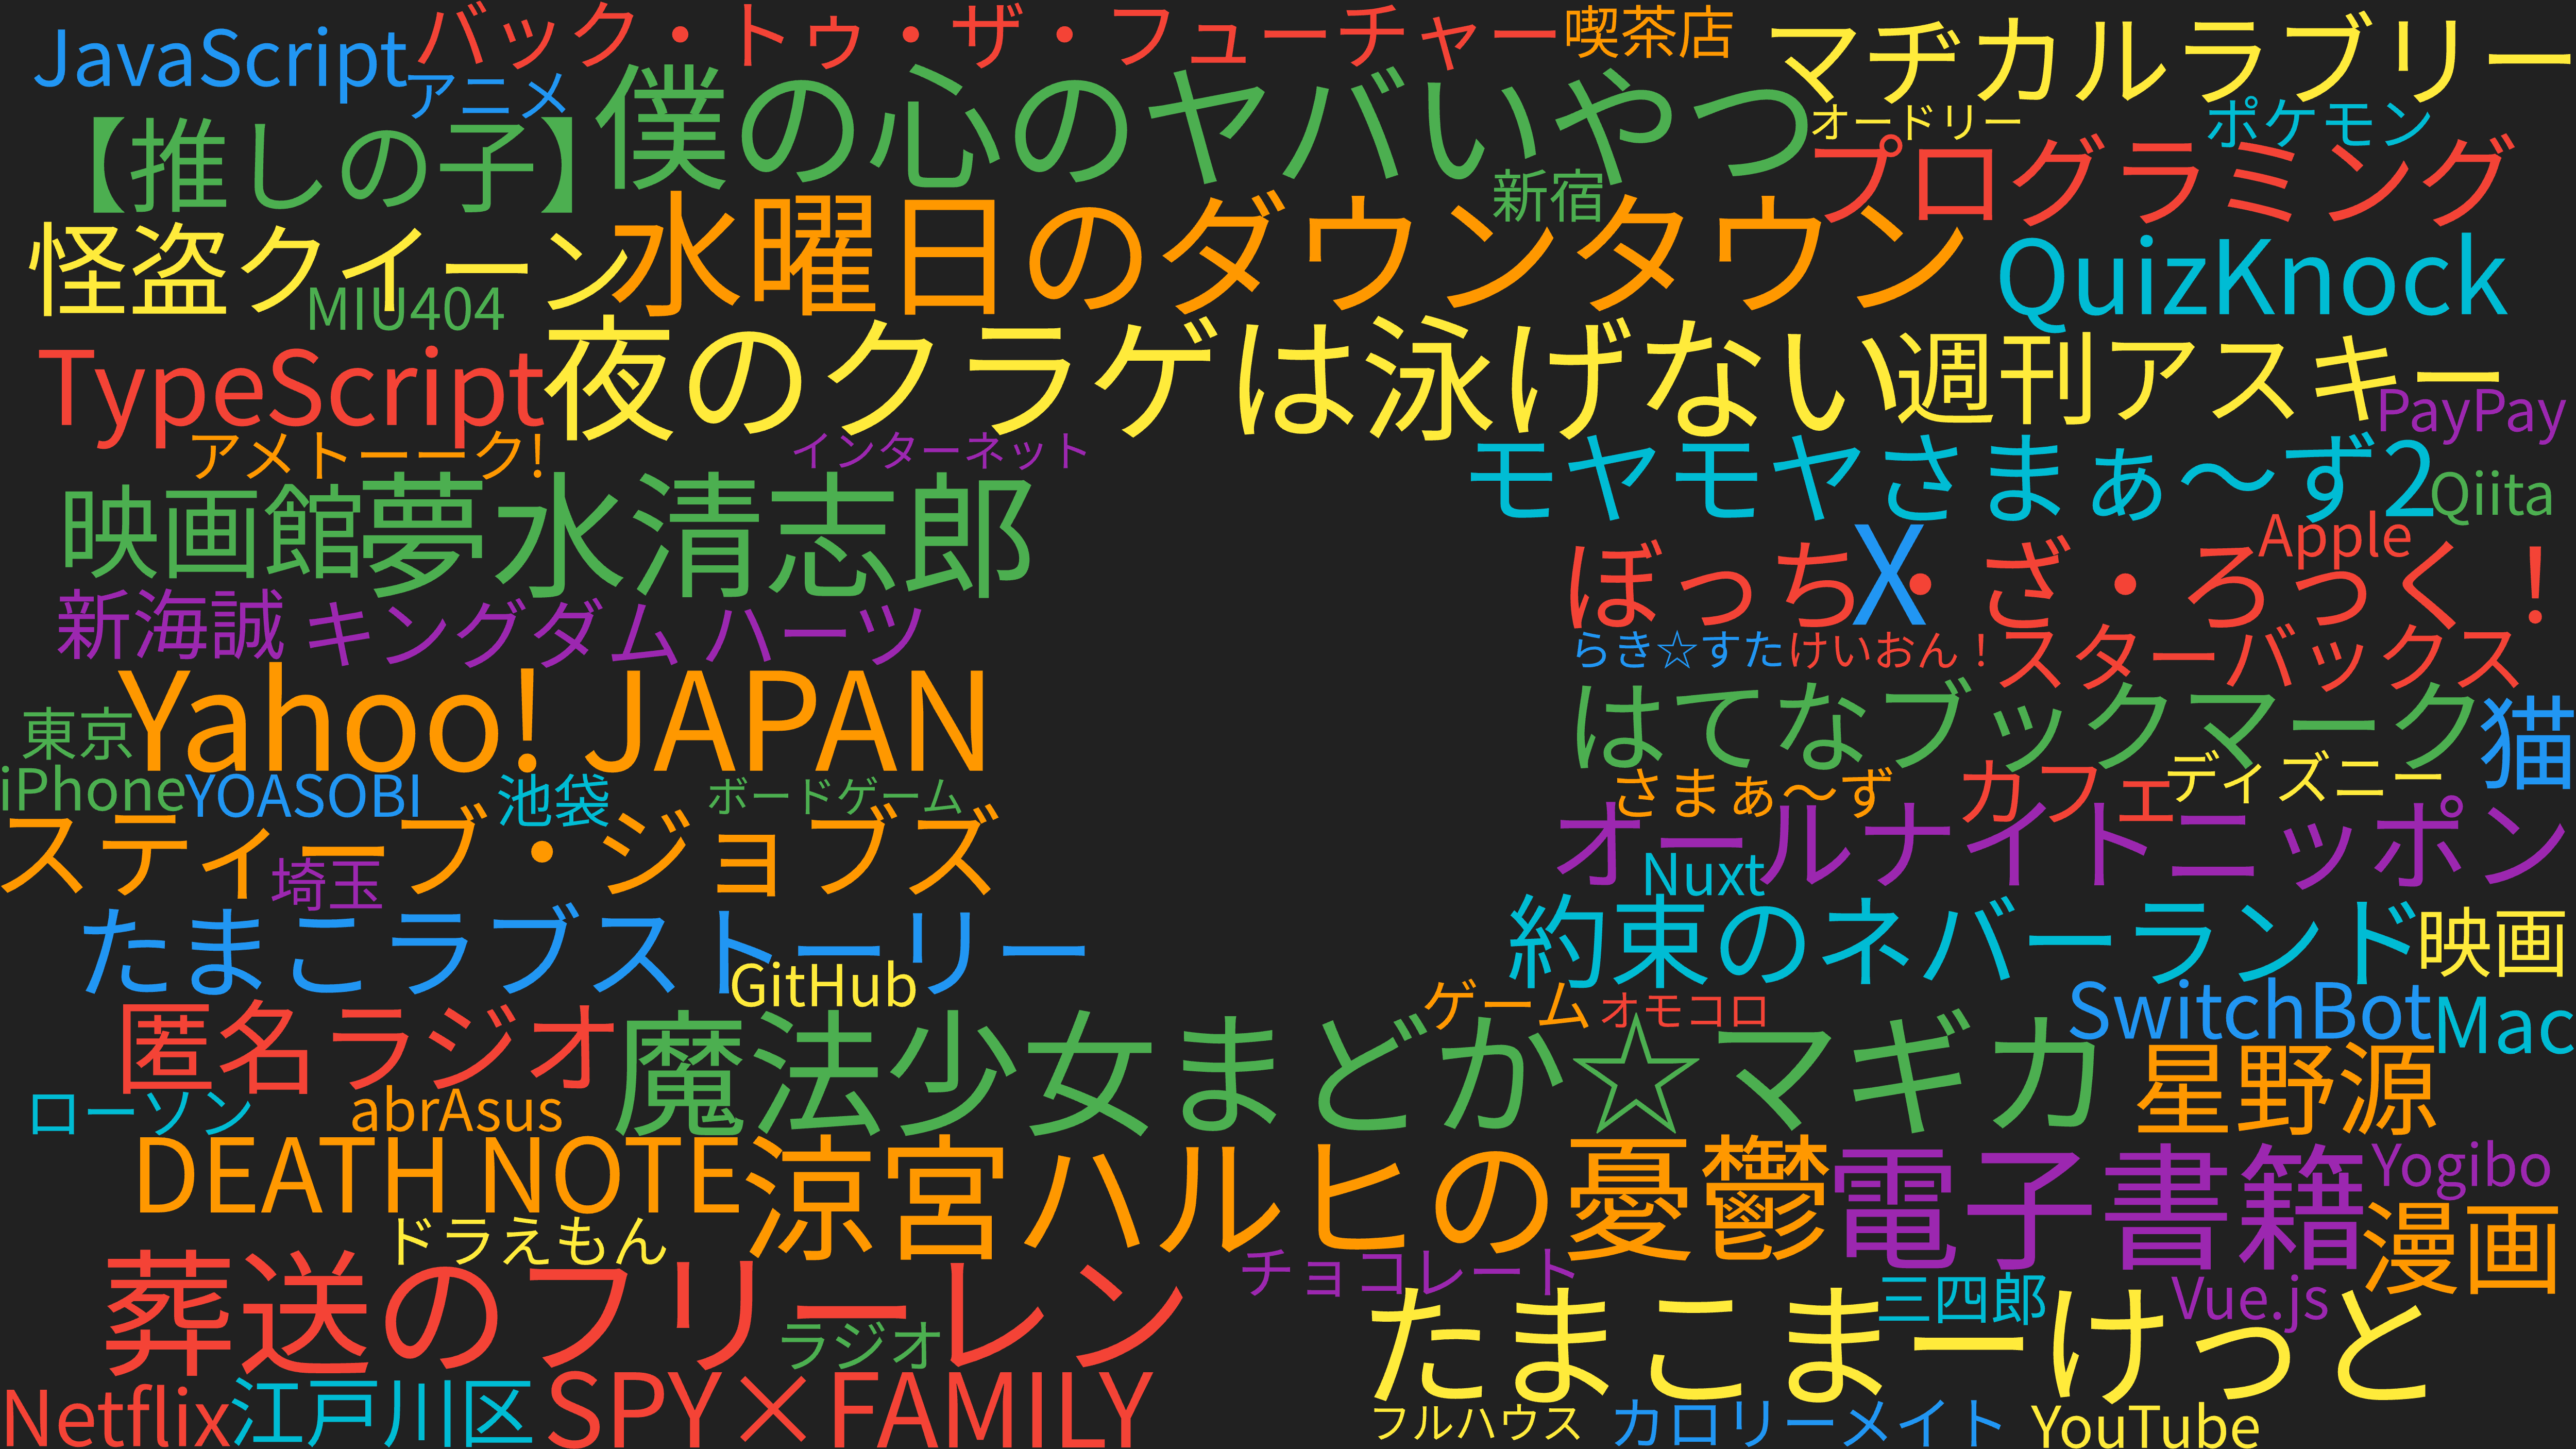 バック・トゥ・ザ・フューチャー
喫茶店
マヂカルラブリー
JavaScript
アニメ
僕の心のヤバいやつ
オードリー
ポケモン
【推しの子】
プログラミング
新宿
怪盗クイーン
水曜日のダウンタウン
QuizKnock
MIU404
TypeScript
夜のクラゲは泳げない
週刊アスキー
PayPay
アメトーーク!
インターネット
モヤモヤさまぁ〜ず2
Qiita
映画館
夢水清志郎
Apple
ぼっち・ざ・ろっく！
X
新海誠
キングダム ハーツ
らき☆すた
けいおん！
スターバックス
東京
Yahoo! JAPAN
はてなブックマーク
猫
iPhone
YOASOBI
池袋
ボードゲーム
さまぁ〜ず
カフェ
ディズニー
スティーブ・ジョブズ
オールナイトニッポン
埼玉
Nuxt
たまこラブストーリー
約束のネバーランド
映画
GitHub
ゲーム
オモコロ
SwitchBot
Mac
匿名ラジオ
魔法少女まどか☆マギカ
星野源
ローソン
abrAsus
DEATH NOTE
涼宮ハルヒの憂鬱
電子書籍
Yogibo
ドラえもん
漫画
葬送のフリーレン
チョコレート
三四郎
Vue.js
ラジオ
たまこまーけっと
Netflix
江戸川区
SPY×FAMILY
フルハウス
カロリーメイト
YouTube